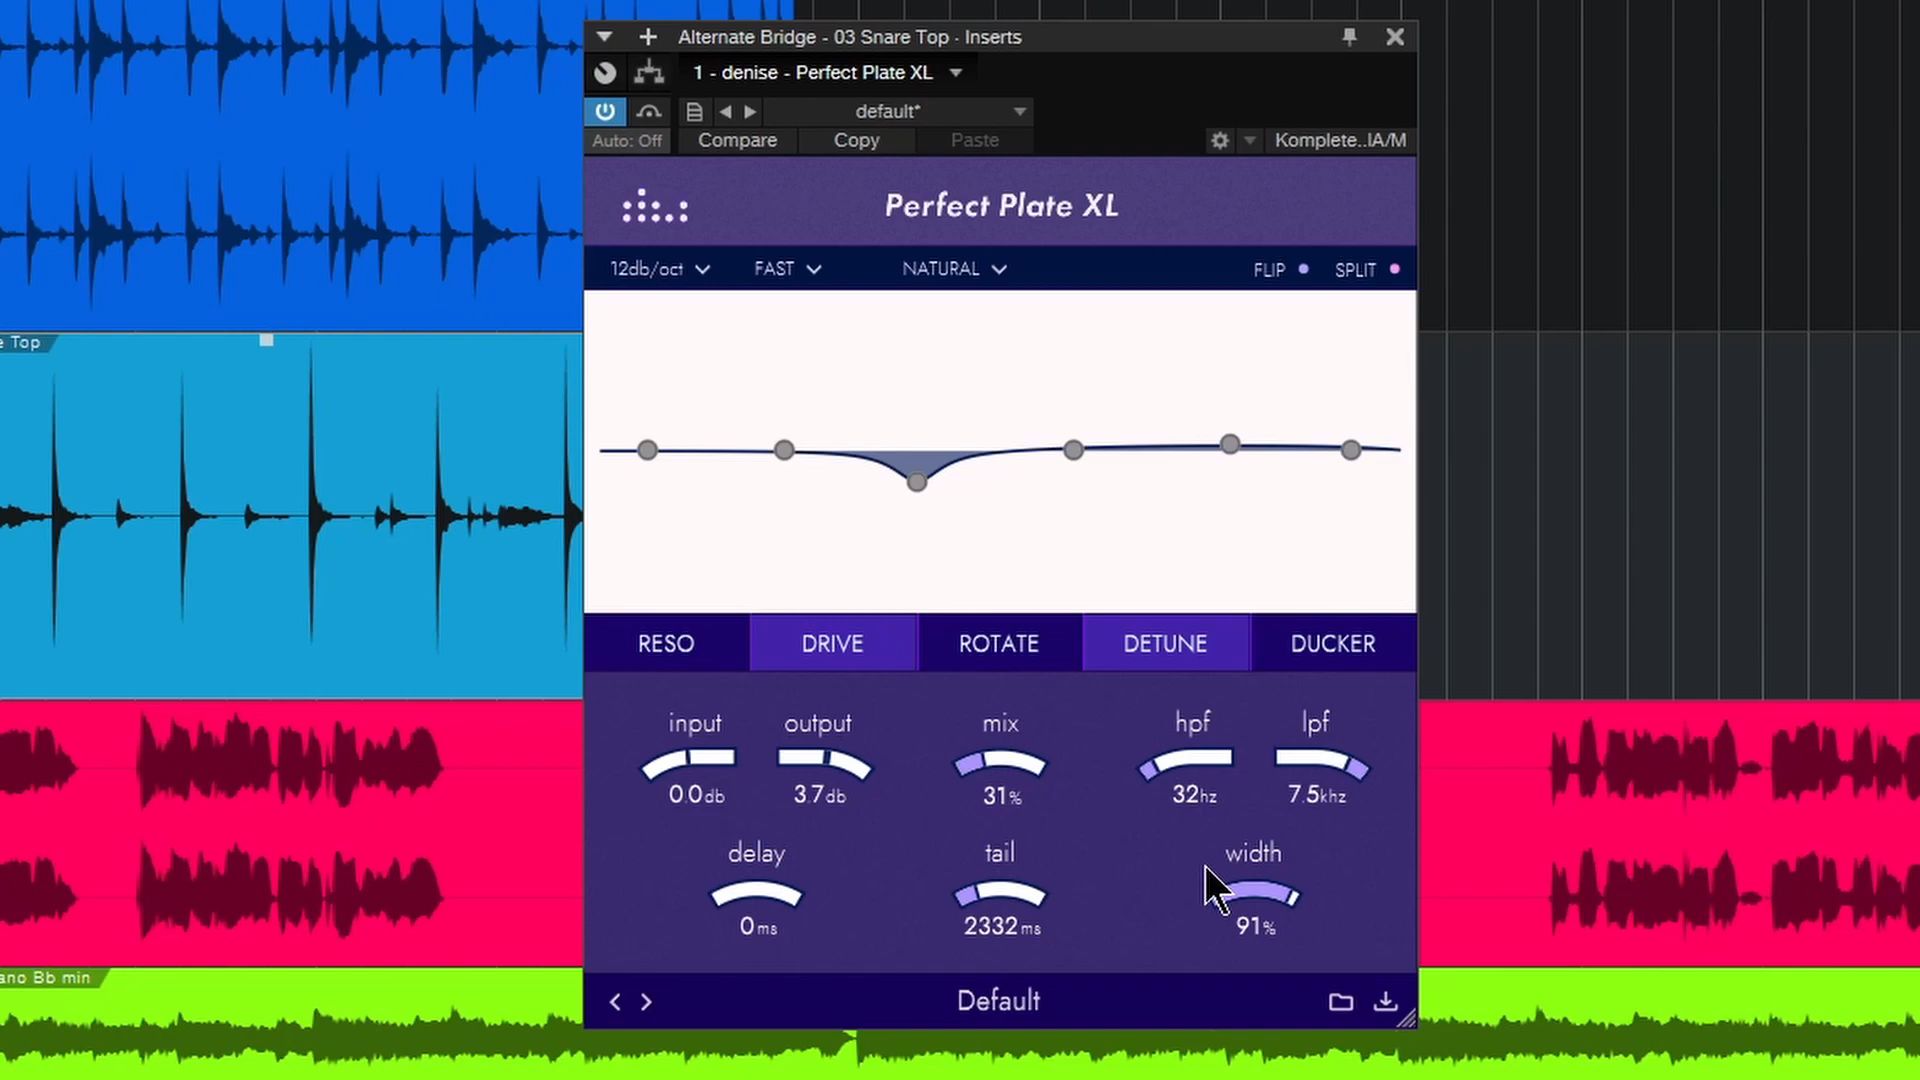 Alternate Bridge - 03 Snare Top - Inserts
1 - denise - Perfect Plate XL
default*
Auto: Off Compare Copy Paste Komplete..IA/M
Perfect Plate XL
12db/oct FAST NATURAL FLIP SPLIT
e Top
RESO DRIVE ROTATE DETUNE DUCKER
input output mix hpf lpf
0.0db 3.7db 31% 32hz 7.5khz
delay tail width
0ms 2332ms 91%
ano Bb min
Default